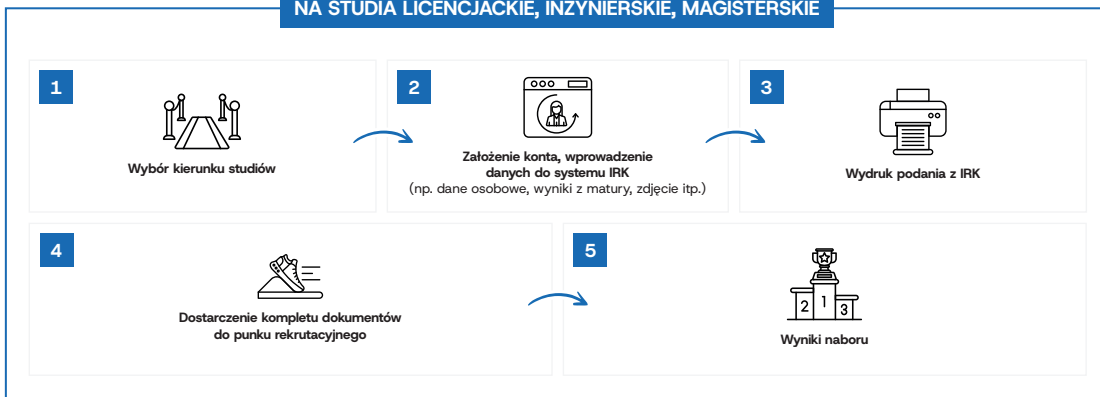 NA STUDIA LICENCJACKIE, INŻYNIERSKIE, MAGISTERSKIE
1
Wybór kierunku studiów
2
Założenie konta, wprowadzenie
danych do systemu IRK
(np. dane osobowe, wyniki z matury, zdjęcie itp.)
3
Wydruk podania z IRK
4
Dostarczenie kompletu dokumentów
do punku rekrutacyjnego
5
2 1 3
Wyniki naboru